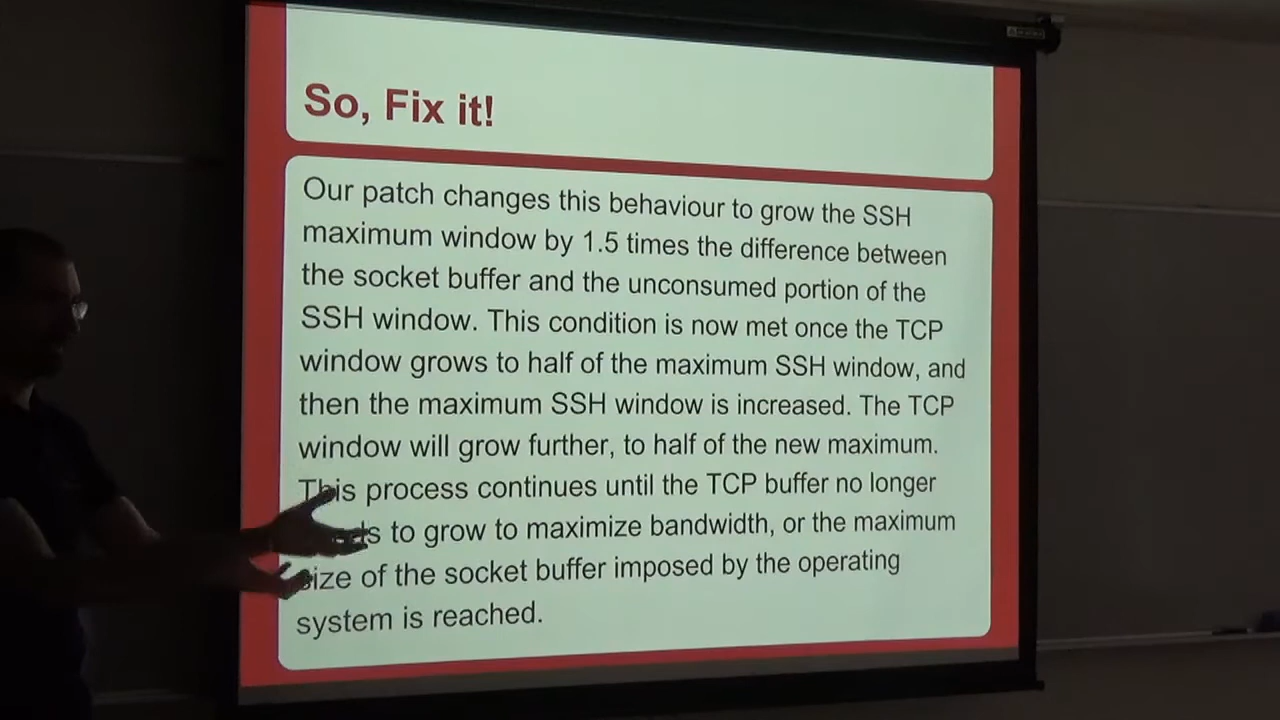 So, Fix it!
Our patch changes this behaviour to grow the SSH
maximum window by 1.5 times the difference between
the socket buffer and the unconsumed portion of the
SSH window. This condition is now met once the TCP
window grows to half of the maximum SSH window, and
then the maximum SSH window is increased. The TCP
window will grow further, to half of the new maximum.
This process continues until the TCP buffer no longer
to grow to maximize bandwidth, or the maximum
size of the socket buffer imposed by the operating
system is reached.